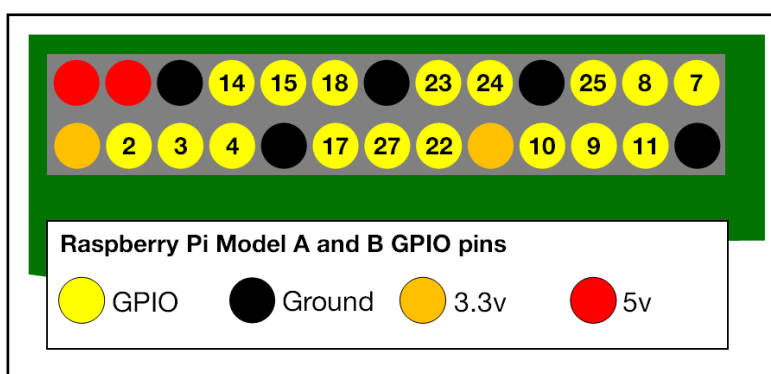 14 15 18 23 24 25 8 7
2 3 4 17 27 22 10 9 11
Raspberry Pi Model A and B GPIO pins
GPIO Ground 3.3v 5v